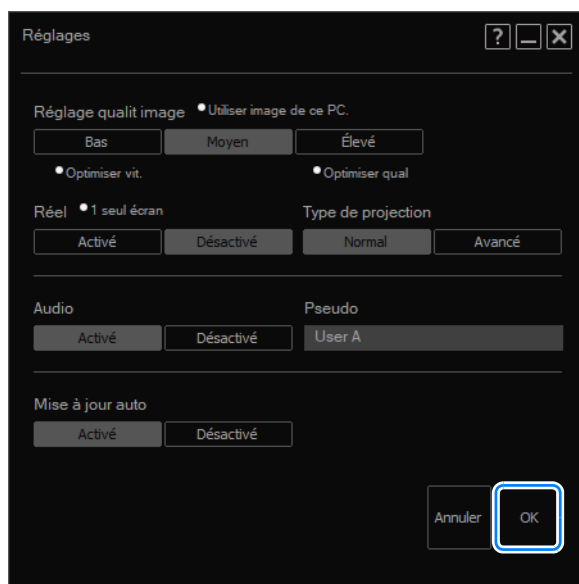 Réglages ? _ X
Réglage qualit image • Utiliser image de ce PC.
Bas Moyen Élevé
• Optimiser vit. • Optimiser qual
Réel • 1 seul écran Type de projection
Activé Désactivé Normal Avancé
Audio Pseudo
Activé Désactivé User A
Mise à jour auto
Activé Désactivé
Annuler OK